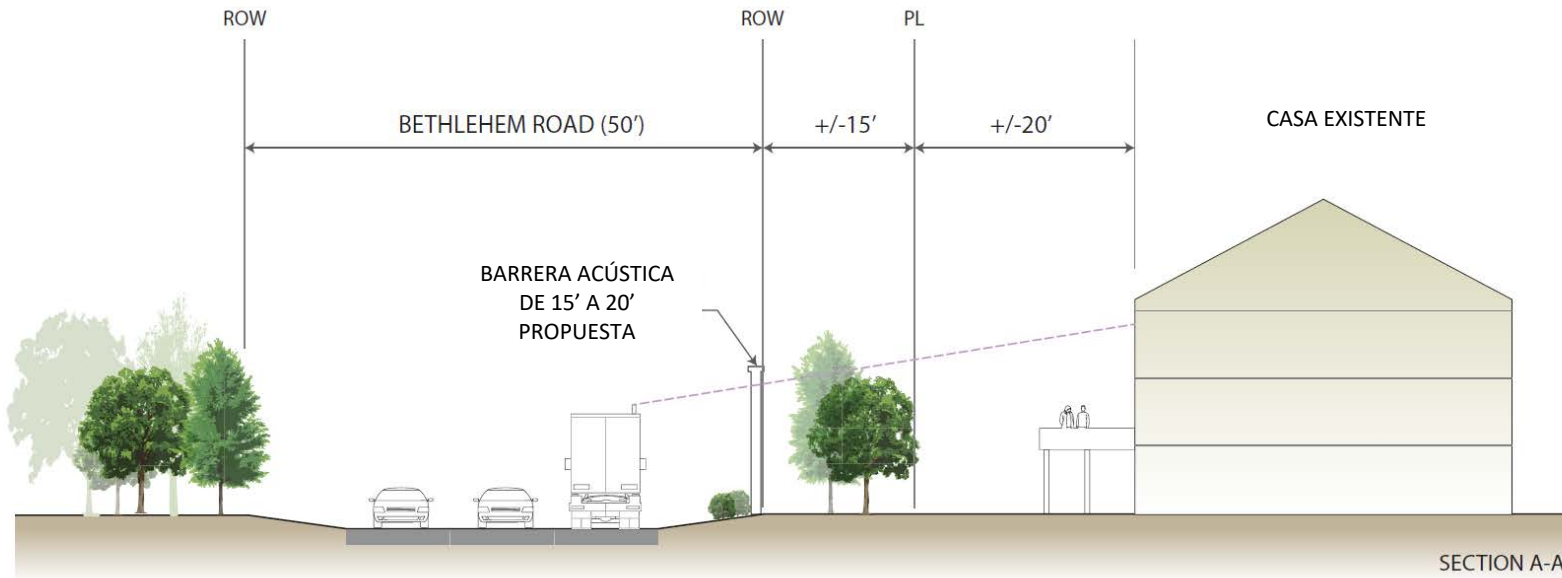 ROW
ROW
PL
BETHLEHEM ROAD (50’)
+/-15’
+/-20’
CASA EXISTENTE
BARRERA ACÚSTICA
DE 15’ A 20’
PROPUESTA
SECTION A-A